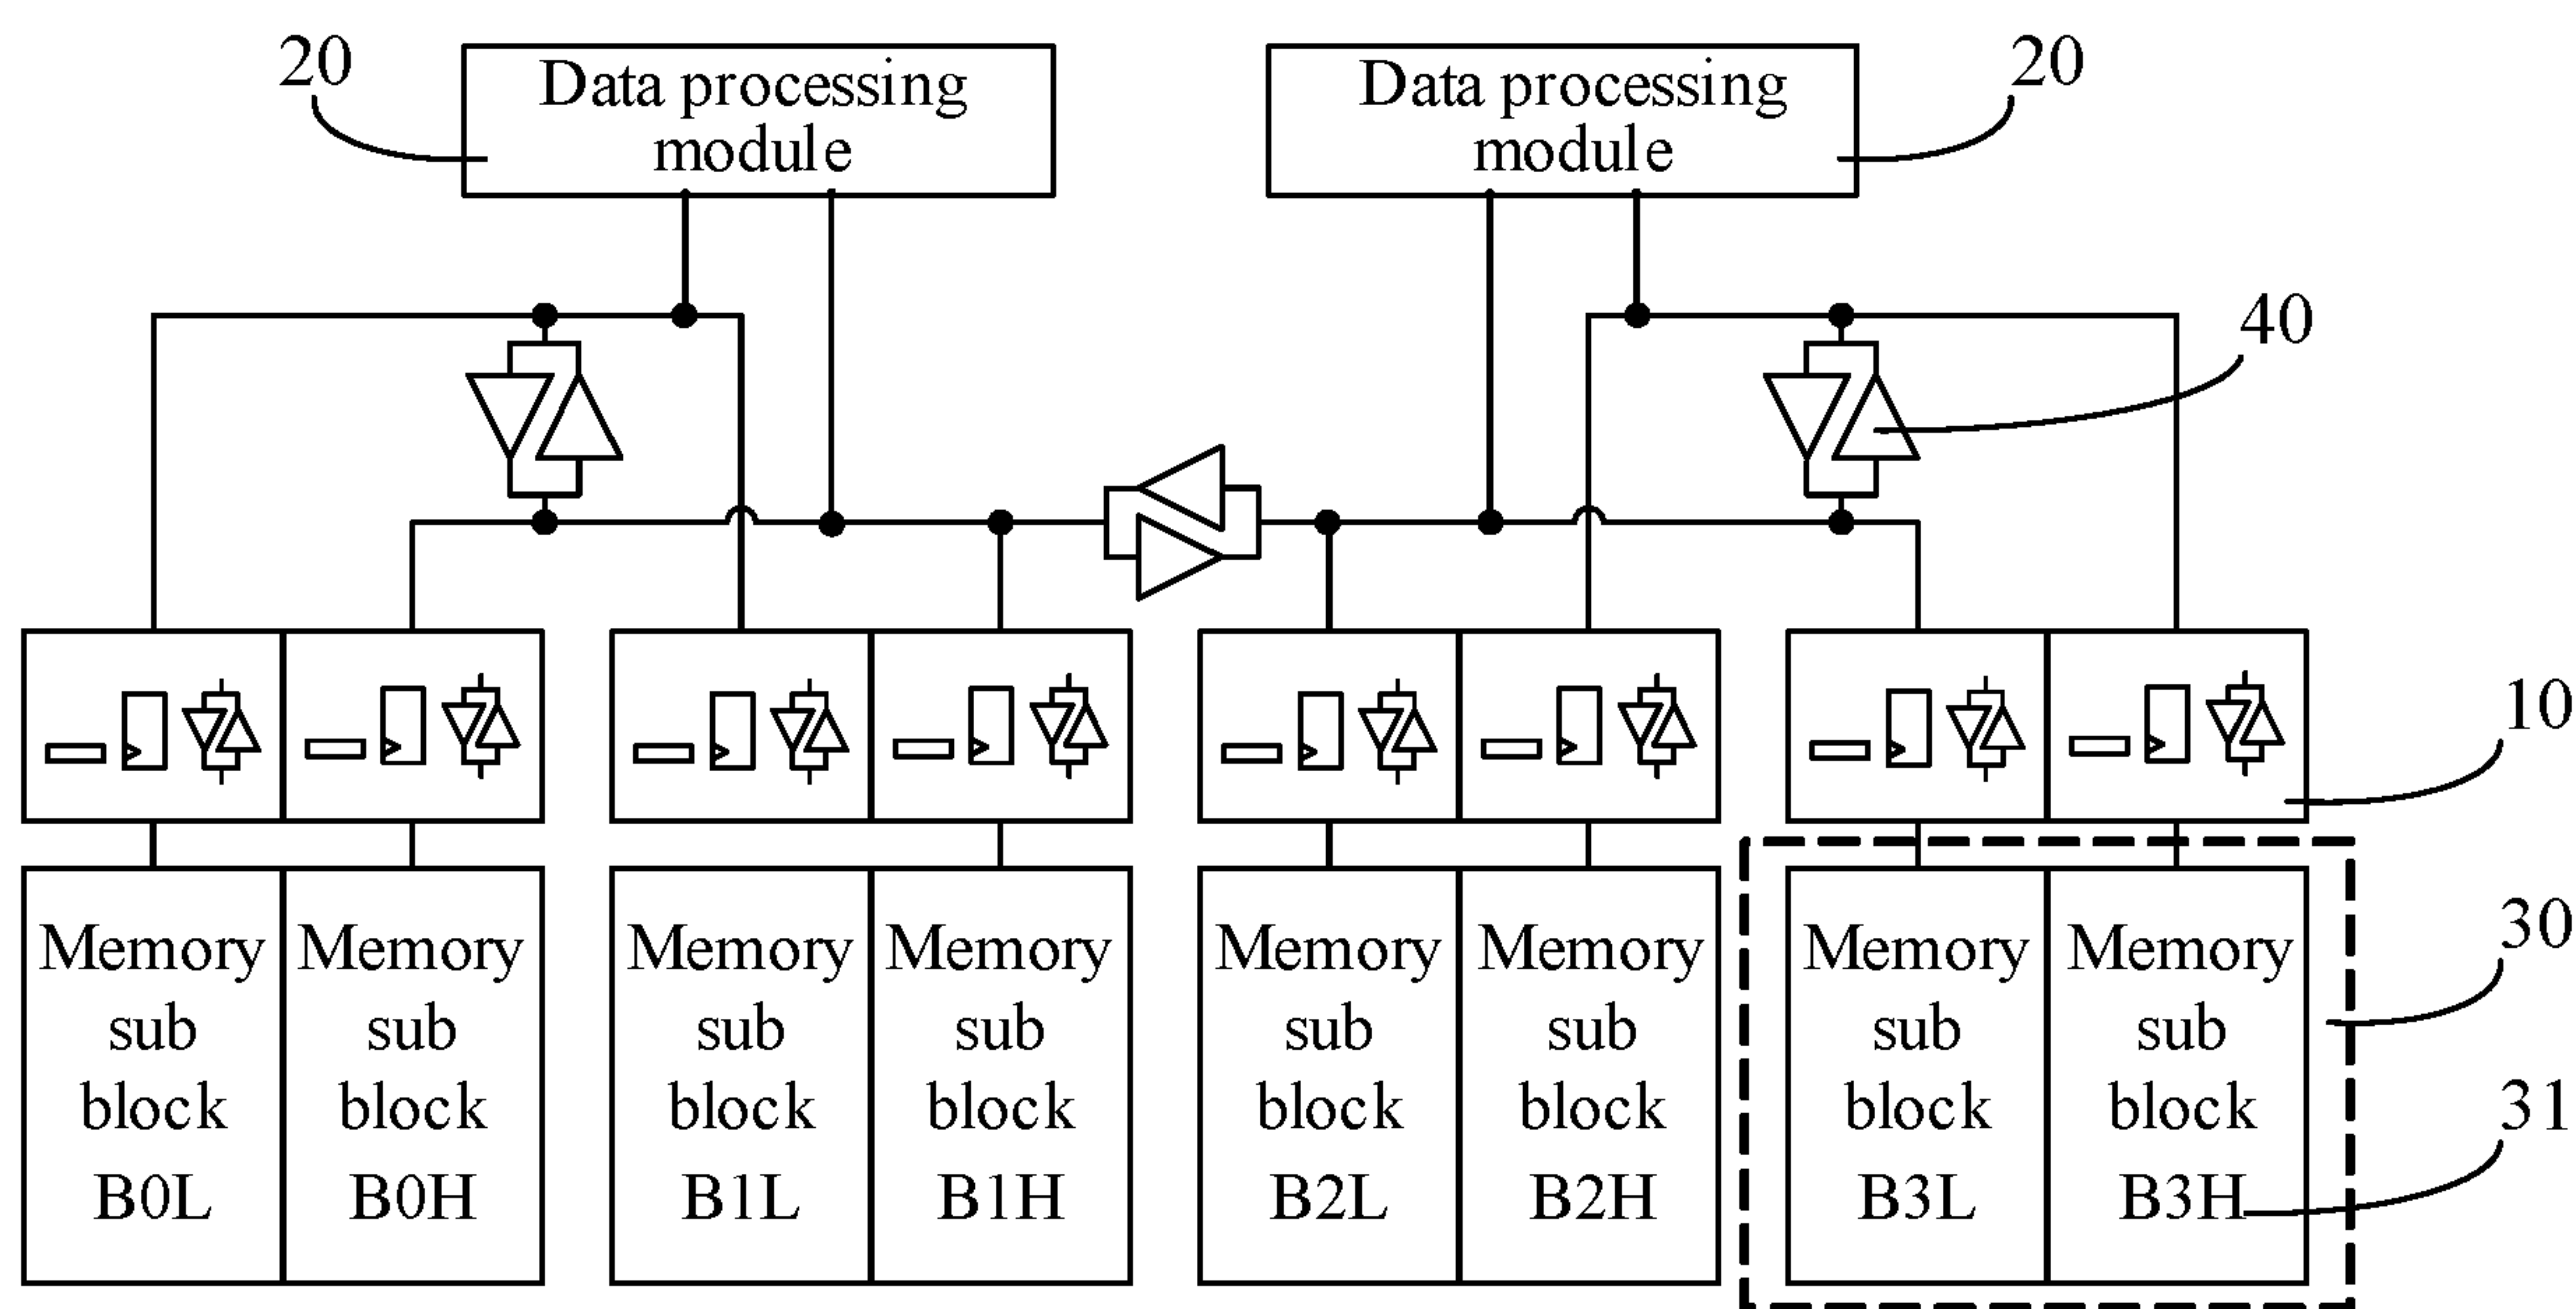 20
Data processing
module
Data processing
module
20
40
10
Memory
sub
block
B0L
Memory
sub
block
B0H
Memory
sub
block
B1L
Memory
sub
block
B1H
Memory
sub
block
B2L
Memory
sub
block
B2H
Memory
sub
block
B3L
Memory
sub
block
B3H
30
31